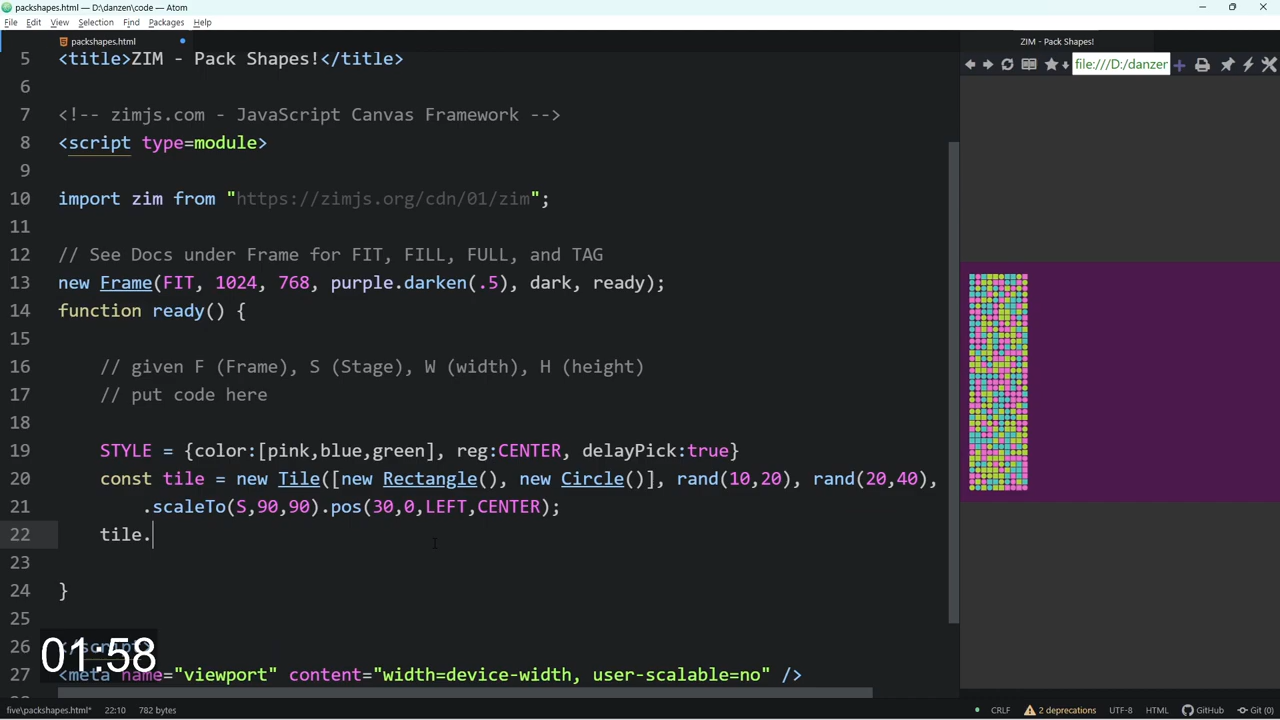 packshapes.html — D:\danzen\code — Atom
File Edit View Selection Find Packages Help
packshapes.html
ZIM - Pack Shapes!
file:///D:/danzer
5 <title>ZIM - Pack Shapes!</title>
6
7 <!-- zimjs.com - JavaScript Canvas Framework -->
8 <script type=module>
9
10 import zim from "https://zimjs.org/cdn/01/zim";
11
12 // See Docs under Frame for FIT, FILL, FULL, and TAG
13 new Frame(FIT, 1024, 768, purple.darken(.5), dark, ready);
14 function ready() {
15
16 // given F (Frame), S (Stage), W (width), H (height)
17 // put code here
18
19 STYLE = {color:[pink,blue,green], reg:CENTER, delayPick:true}
20 const tile = new Tile([new Rectangle(), new Circle()], rand(10,20), rand(20,40),
21 .scaleTo(S,90,90).pos(30,0,LEFT,CENTER);
22 tile.
23
24 }
25
26 </script>
01:58
27 <meta name="viewport" content="width=device-width, user-scalable=no" />
five\packshapes.html* 22:10 782 bytes
CRLF 2 deprecations UTF-8 HTML GitHub Git (0)